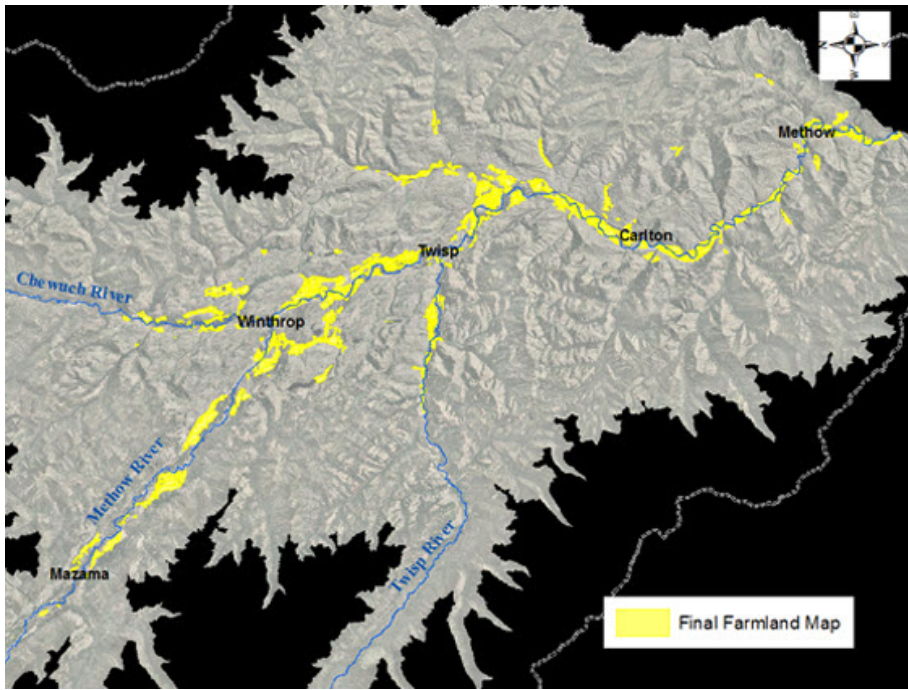 Methow
Carlton
Twisp
Chewuch River
Winthrop
Methow River
Mazama
Twisp River
Final Farmland Map